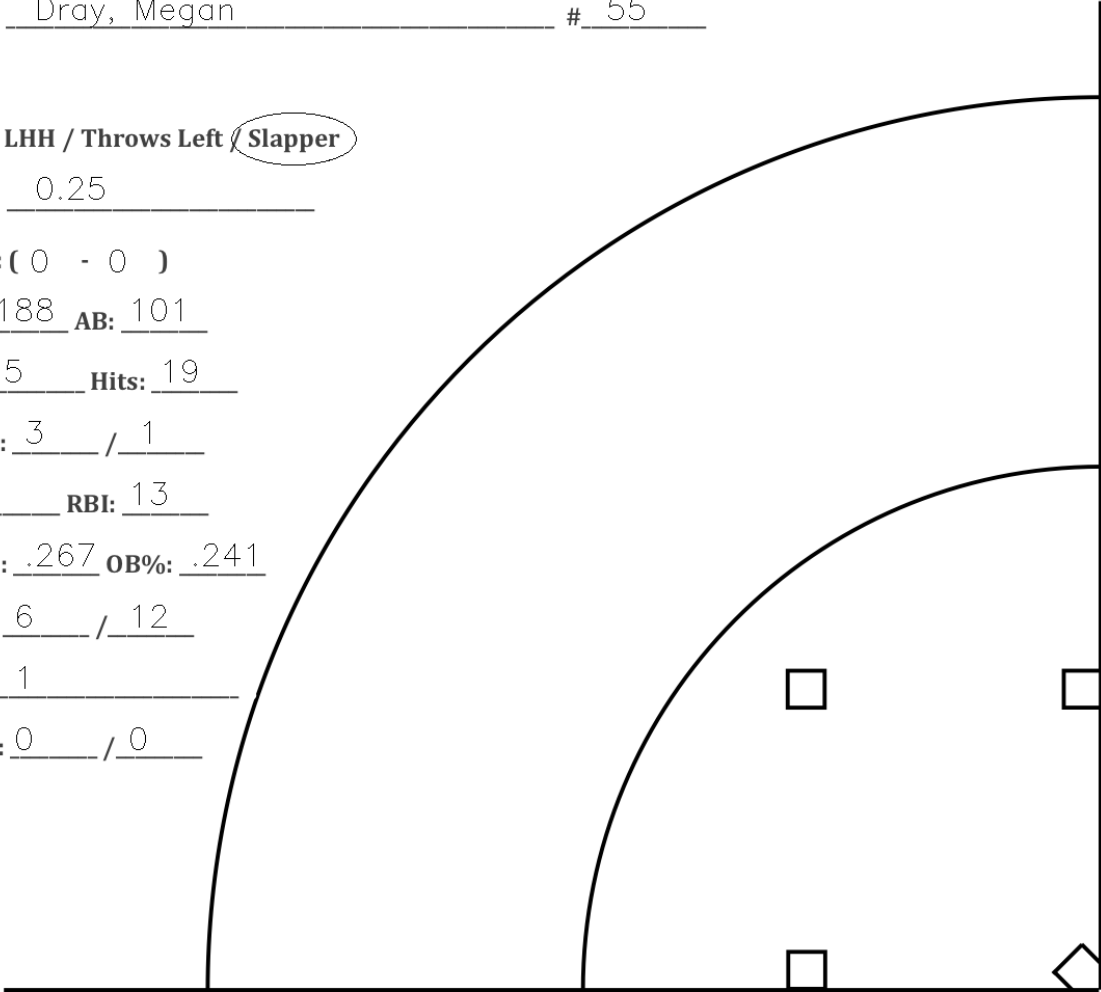 Dray, Megan # 55
LHH / Throws Left / Slapper
0.25
: ( 0 - 0 )
188 AB: 101
5 Hits: 19
: 3 / 1
RBI: 13
: .267 OB%: .241
6 / 12
1
: 0 / 0